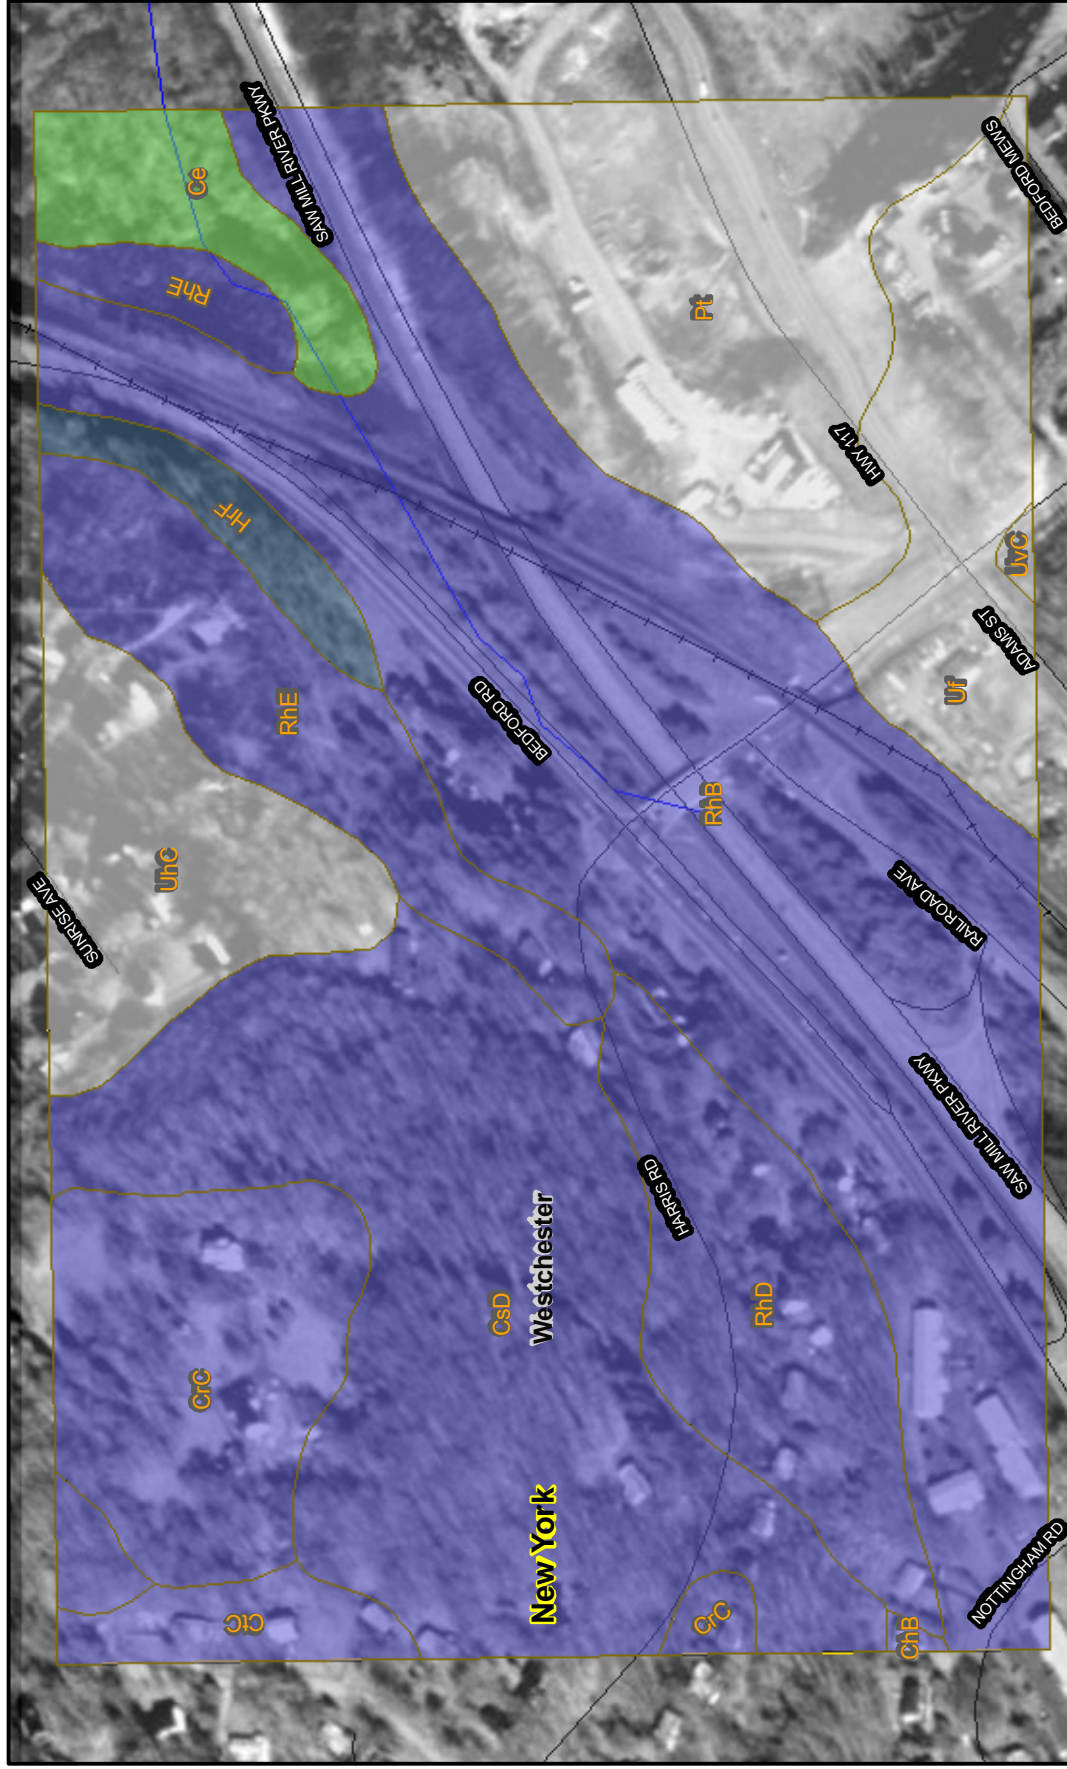 SAW MILL RIVER PKWY
Ce
RhE
HrF
Pt
HWY 117
BEDFORD MEWS
UvC
ADAMS ST
Uf
RhE
BEDFORD RD
RhB
RAILROAD AVE
SUNRISE AVE
UhC
SAW MILL RIVER PKWY
HARRIS RD
RhD
Westchester
CsD
CrC
New York
CtC
CrC
ChB
NOTTINGHAM RD